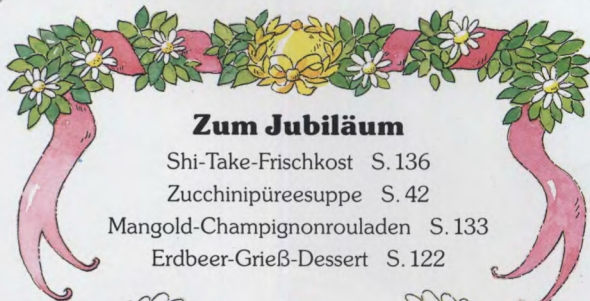 Zum Jubiläum
Shi-Take-Frischkost S. 136
Zucchinipüreesuppe S. 42
Mangold-Champignonrouladen S. 133
Erdbeer-Grieß-Dessert S. 122